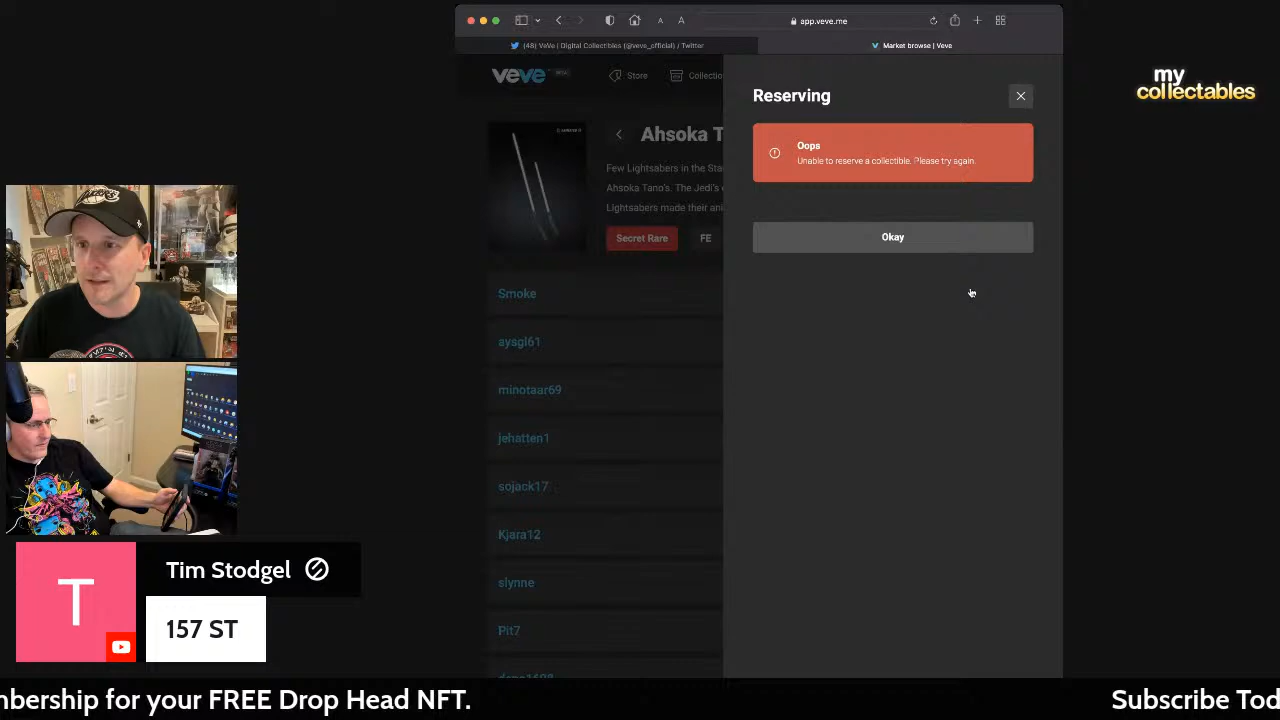 app.veve.me
(48) VeVe | Digital Collectibles (@veve_official) / Twitter
Market browse | Veve
veve
Store
Collectio
Reserving
my
collectables
Oops
Unable to reserve a collectible. Please try again.
Okay
Ahsoka T
Few Lightsabers in the Sta
Ahsoka Tano's. The Jedi's
Lightsabers made their ani
Secret Rare
FE
Smoke
aysgl61
minotaar69
jehatten1
sojack17
Kjara12
slynne
Pit7
T
Tim Stodgel
157 ST
mbership for your FREE Drop Head NFT.
Subscribe Tod